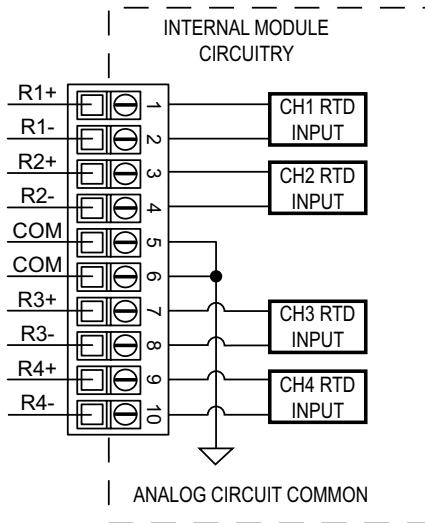 INTERNAL MODULE
CIRCUITRY
R1+
1
CH1 RTD
INPUT
R1-
2
R2+
3
CH2 RTD
INPUT
R2-
4
COM
5
COM
6
R3+
7
CH3 RTD
INPUT
R3-
8
R4+
9
CH4 RTD
INPUT
R4-
10
ANALOG CIRCUIT COMMON